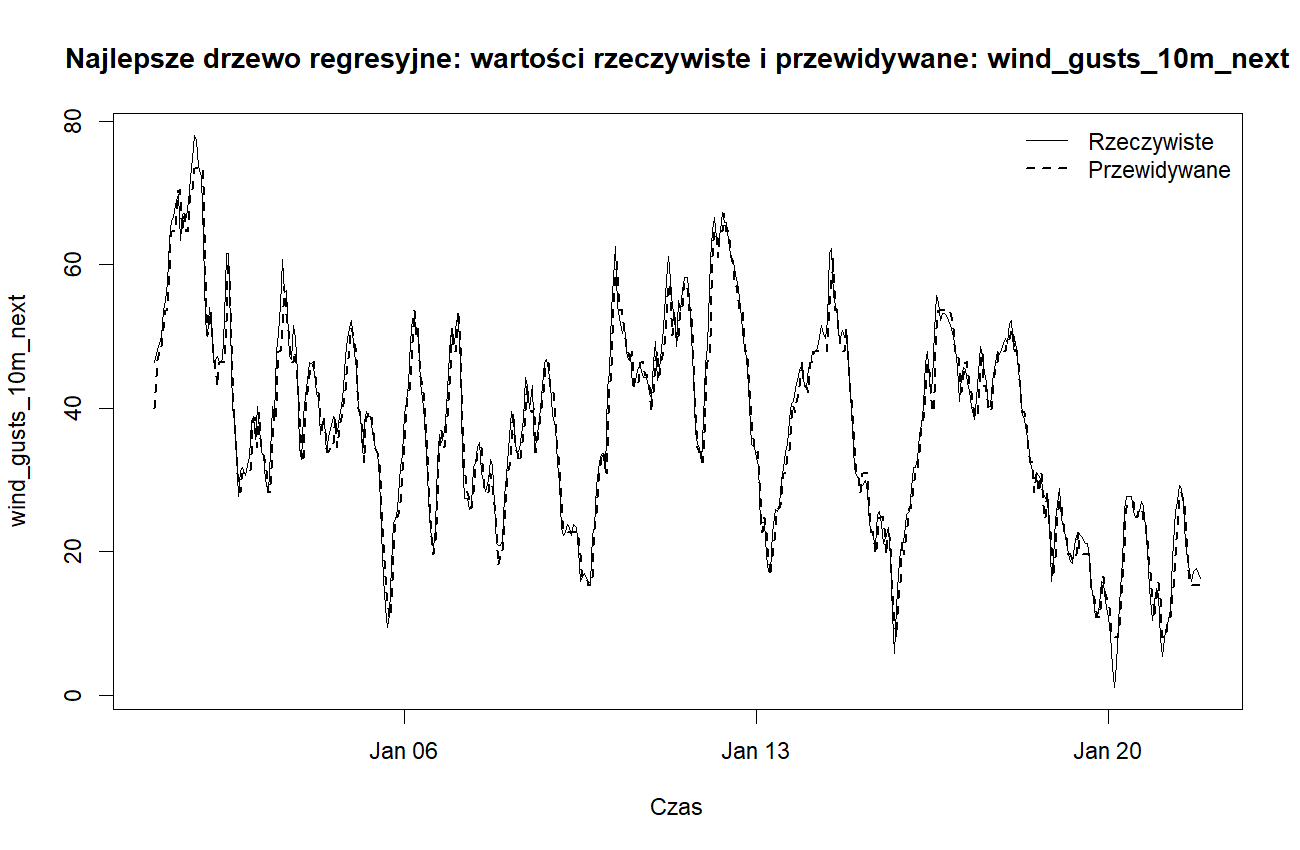 Najlepsze drzewo regresyjne: wartości rzeczywiste i przewidywane: wind_gusts_10m_next
80
60
40
20
0
wind_gusts_10m_next
Rzeczywiste
Przewidywane
Jan 06
Jan 13
Jan 20
Czas